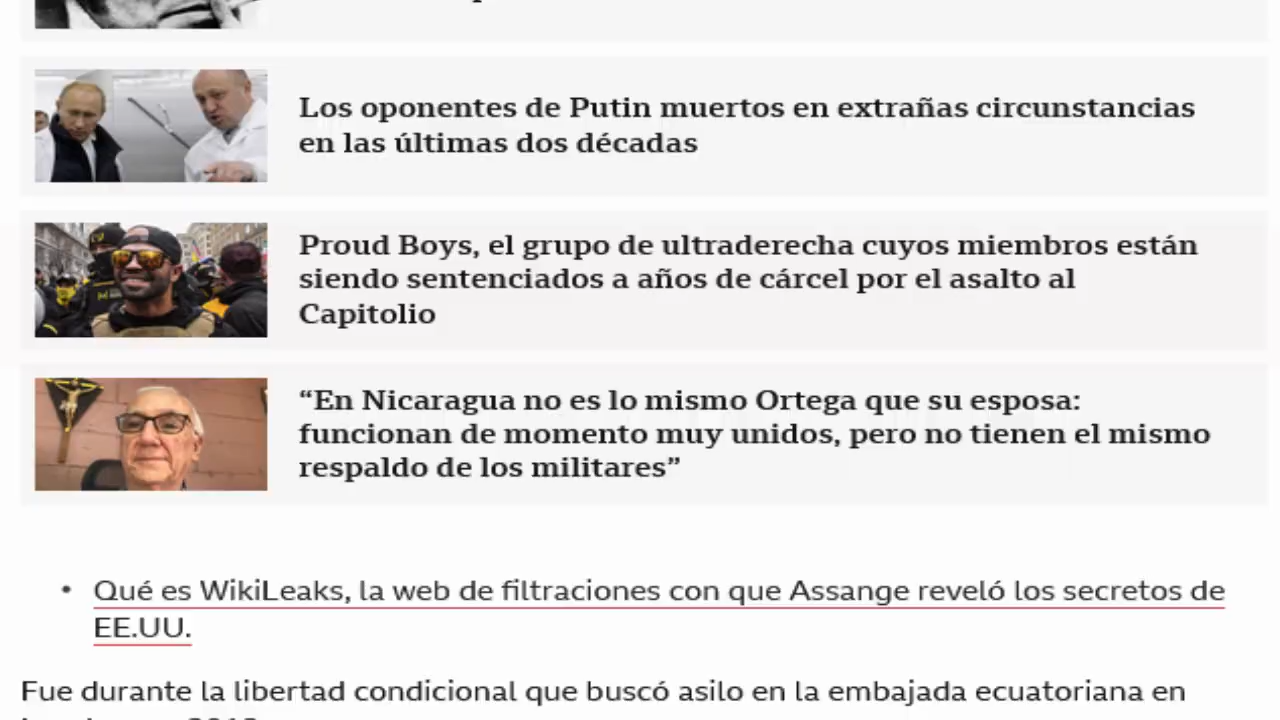 Los oponentes de Putin muertos en extrañas circunstancias
en las últimas dos décadas
Proud Boys, el grupo de ultraderecha cuyos miembros están
siendo sentenciados a años de cárcel por el asalto al
Capitolio
“En Nicaragua no es lo mismo Ortega que su esposa:
funcionan de momento muy unidos, pero no tienen el mismo
respaldo de los militares”
• Qué es WikiLeaks, la web de filtraciones con que Assange reveló los secretos de
EE.UU.
Fue durante la libertad condicional que buscó asilo en la embajada ecuatoriana en